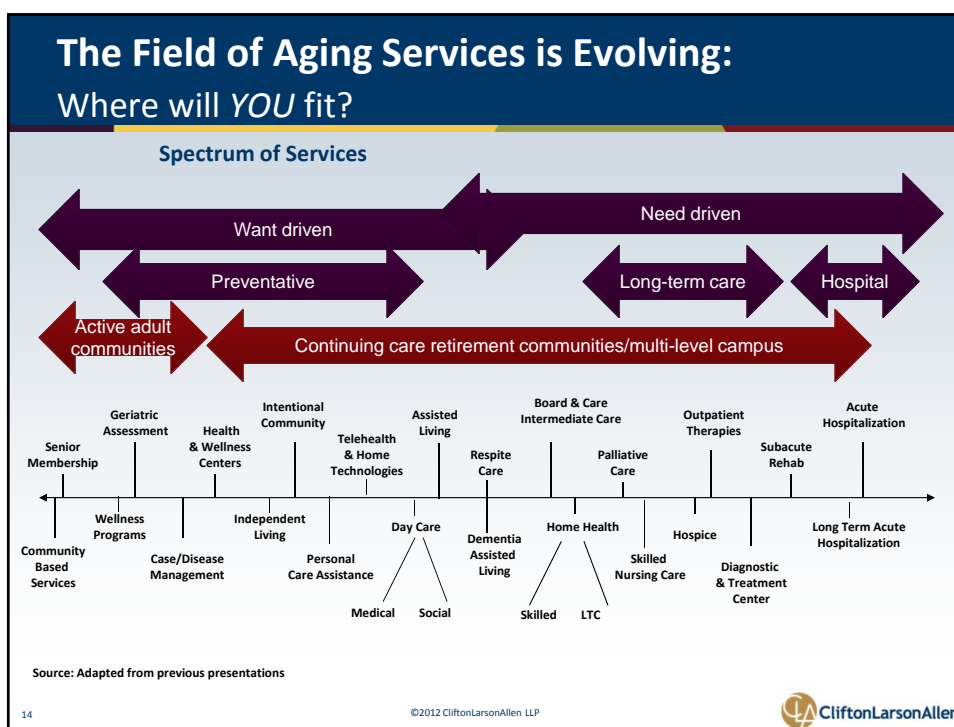 The Field of Aging Services is Evolving:
Where will YOU fit?
Spectrum of Services
Want driven
Need driven
Preventative
Long-term care
Hospital
Active adult
communities
Continuing care retirement communities/multi-level campus
Senior
Membership
Geriatric
Assessment
Health
& Wellness
Centers
Intentional
Community
Telehealth
& Home
Technologies
Assisted
Living
Respite
Care
Board & Care
Intermediate Care
Palliative
Care
Outpatient
Therapies
Subacute
Rehab
Acute
Hospitalization
Community
Based
Services
Wellness
Programs
Case/Disease
Management
Independent
Living
Personal
Care Assistance
Day Care
Medical
Social
Dementia
Assisted
Living
Home Health
Skilled
LTC
Skilled
Nursing Care
Hospice
Diagnostic
& Treatment
Center
Long Term Acute
Hospitalization
Source: Adapted from previous presentations
14
©2012 CliftonLarsonAllen LLP
CLA CliftonLarsonAllen